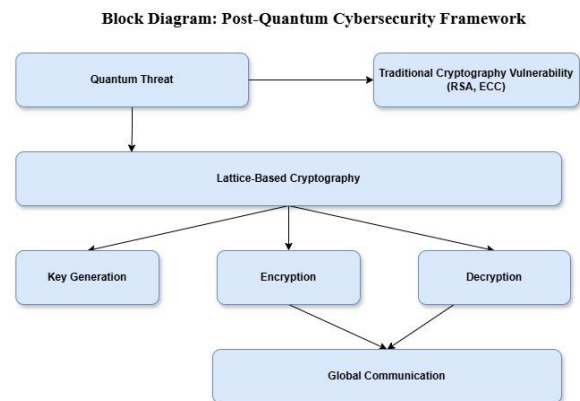 Block Diagram: Post-Quantum Cybersecurity Framework
Quantum Threat
Traditional Cryptography Vulnerability
(RSA, ECC)
Lattice-Based Cryptography
Key Generation
Encryption
Decryption
Global Communication